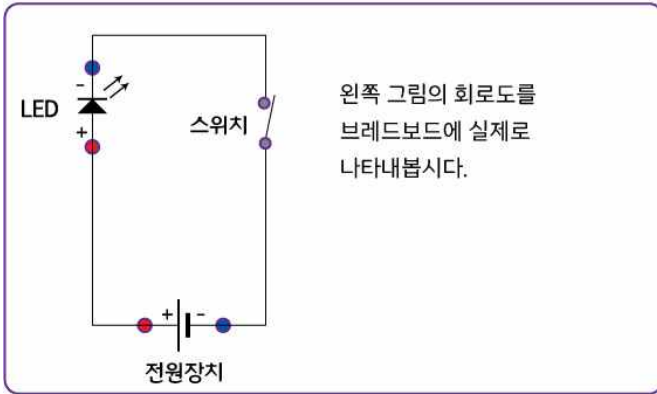 LED
-
+
스위치
왼쪽 그림의 회로도를
브레드보드에 실제로
나타내봅시다.
+ -
전원장치